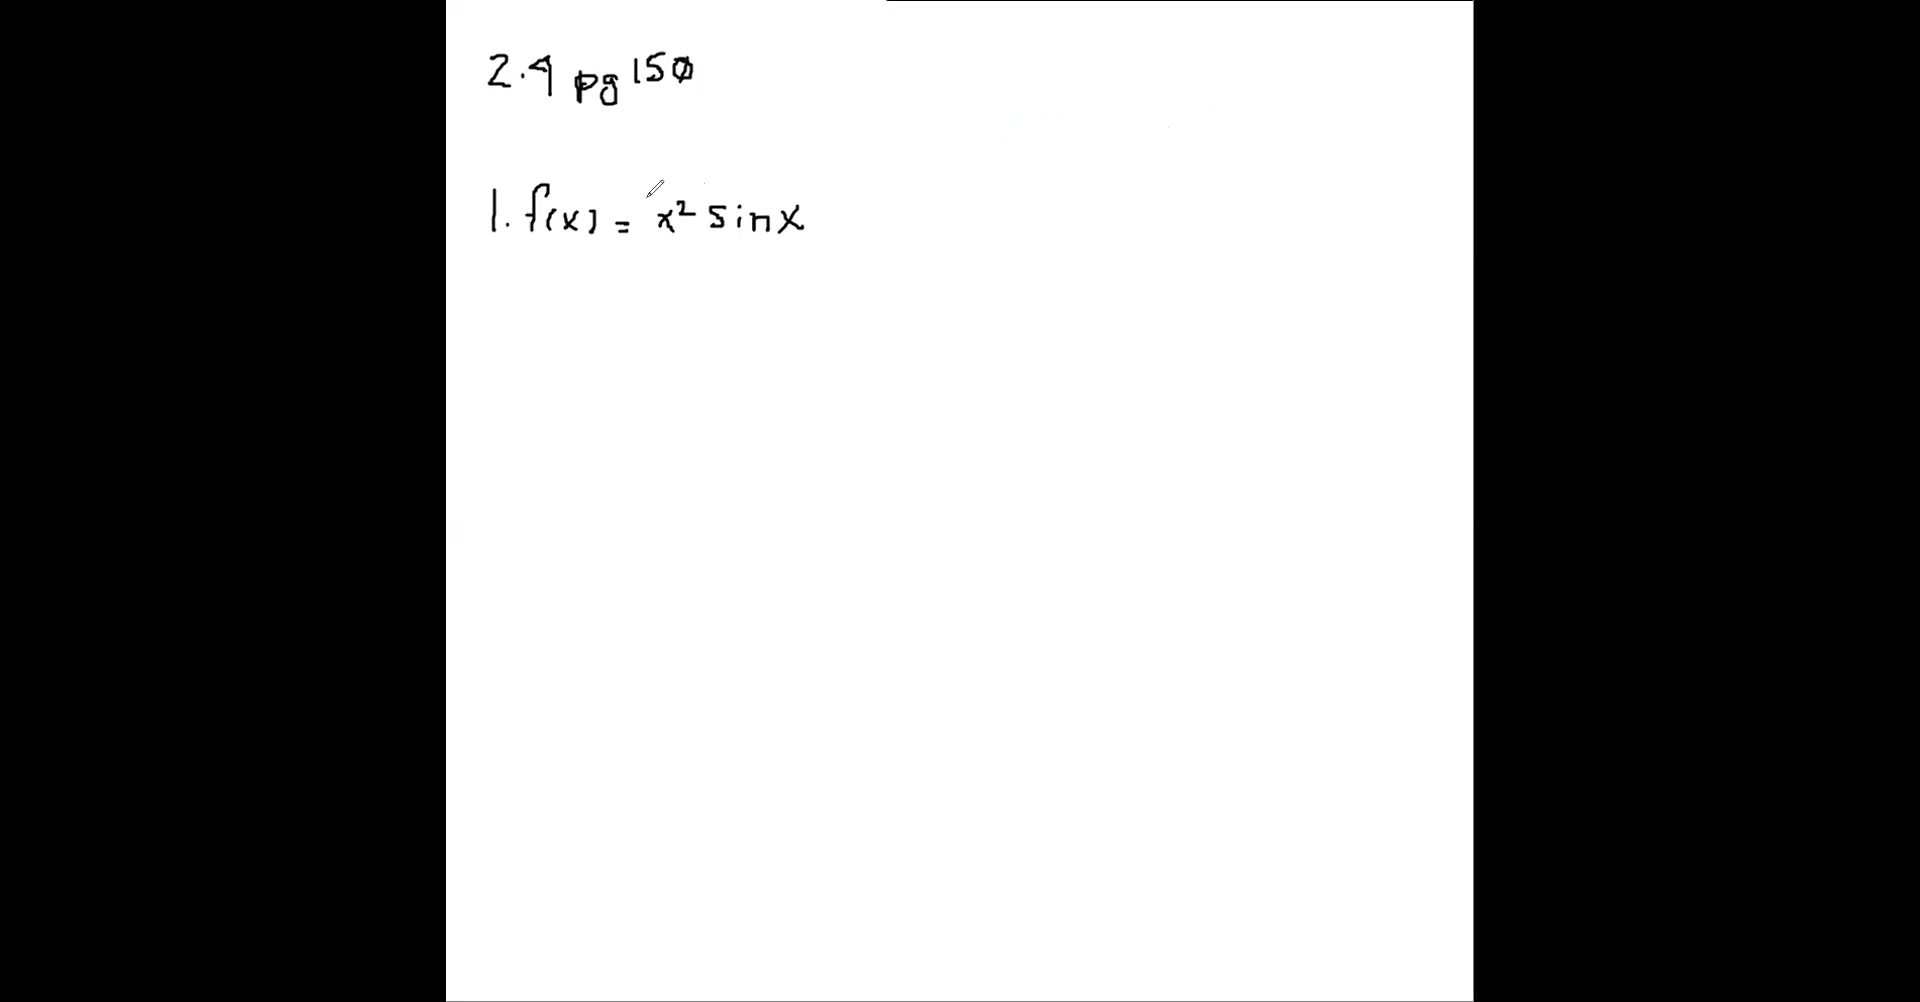 2.4 pg 150
1. f(x) = x² sinx